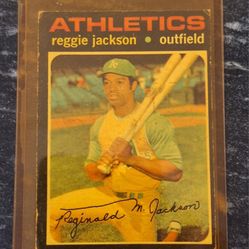 ATHLETICS
reggie jackson • outfield
Reginald M. Jackson